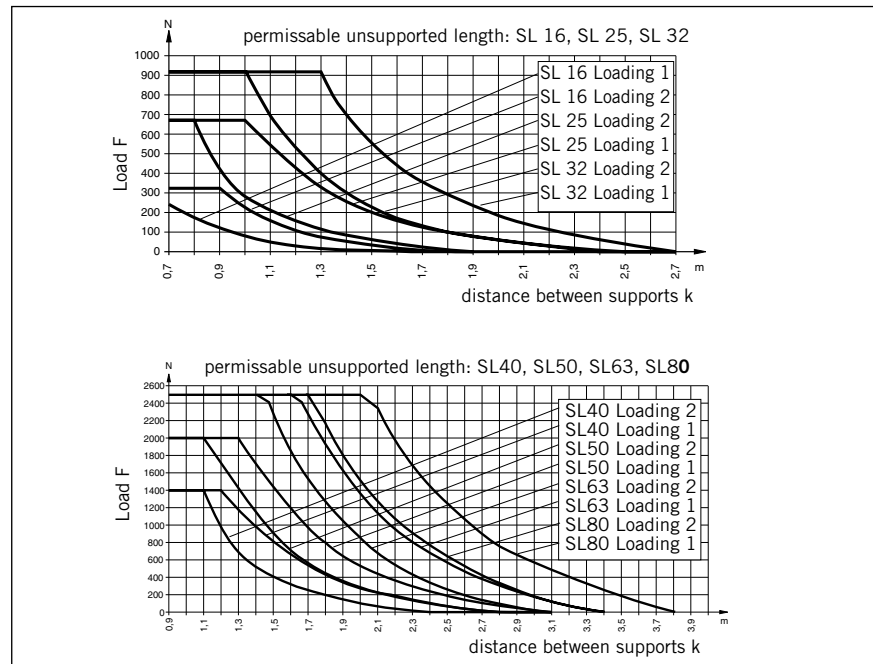 N
permissable unsupported length: SL 16, SL 25, SL 32
1000
900
800
700
600
500
400
300
200
100
0
Load F
SL 16 Loading 1
SL 16 Loading 2
SL 25 Loading 2
SL 25 Loading 1
SL 32 Loading 2
SL 32 Loading 1
0,7 0,9 1,1 1,3 1,5 1,7 1,9 2,1 2,3 2,5 2,7 m
distance between supports k
N
permissable unsupported length: SL40, SL50, SL63, SL80
2600
2400
2200
2000
1800
1600
1400
1200
1000
800
600
400
200
0
Load F
SL40 Loading 2
SL40 Loading 1
SL50 Loading 2
SL50 Loading 1
SL63 Loading 2
SL63 Loading 1
SL80 Loading 2
SL80 Loading 1
0,9 1,1 1,3 1,5 1,7 1,9 2,1 2,3 2,5 2,7 2,9 3,1 3,3 3,5 3,7 3,9 m
distance between supports k